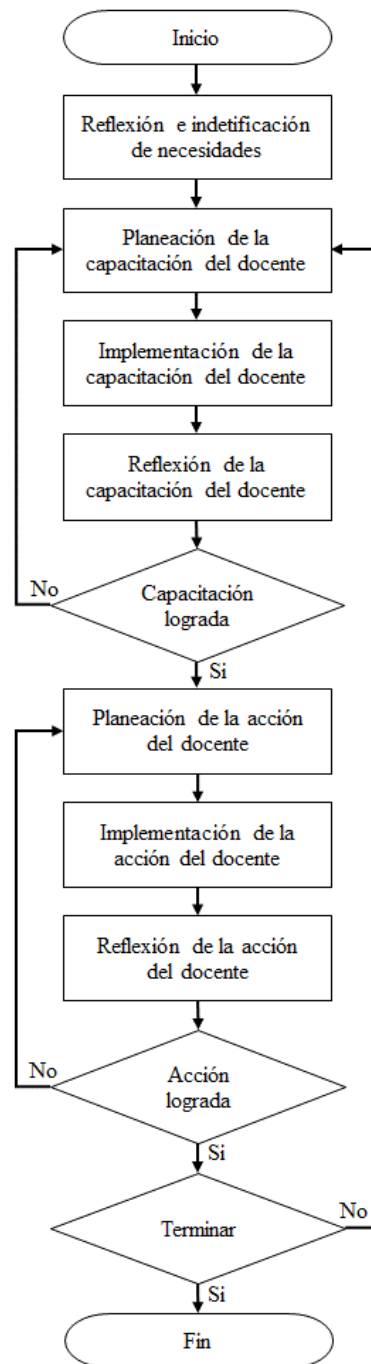 Inicio
Reflexión e indetificación
de necesidades
Planeación de la
capacitación del docente
Implementación de la
capacitación del docente
Reflexión de la
capacitación del docente
No
Capacitación
lograda
Si
Planeación de la acción
del docente
Implementación de la
acción del docente
Reflexión de la acción
del docente
No
Acción
lograda
Si
Terminar
No
Si
Fin